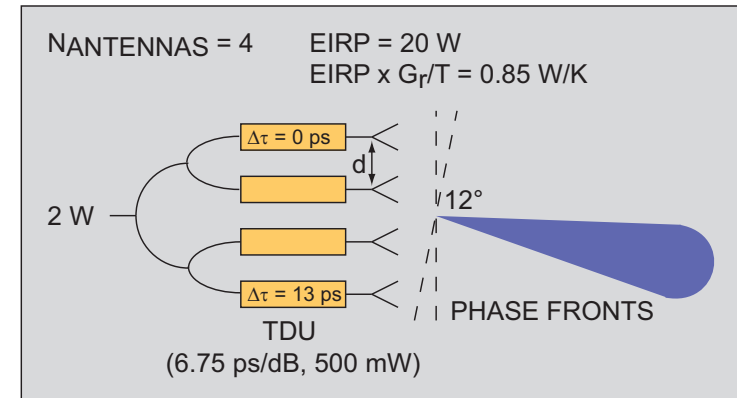 NANTENNAS = 4
EIRP = 20 W
EIRP x Gr/T = 0.85 W/K
Δτ = 0 ps
d
2 W
12°
Δτ = 13 ps
PHASE FRONTS
TDU
(6.75 ps/dB, 500 mW)